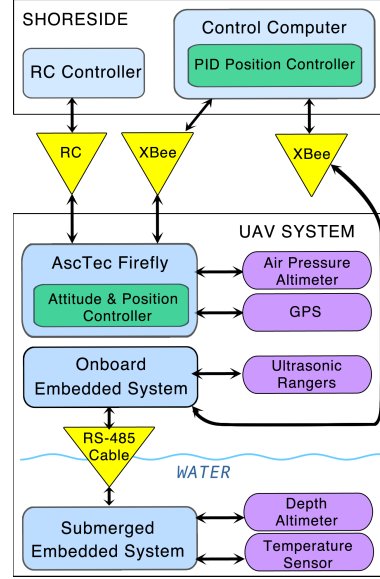 SHORESIDE
RC Controller
Control Computer
PID Position Controller
RC
XBee
XBee
UAV SYSTEM
AscTec Firefly
Attitude & Position
Controller
Air Pressure
Altimeter
GPS
Onboard
Embedded System
Ultrasonic
Rangers
RS-485
Cable
WATER
Submerged
Embedded System
Depth
Altimeter
Temperature
Sensor